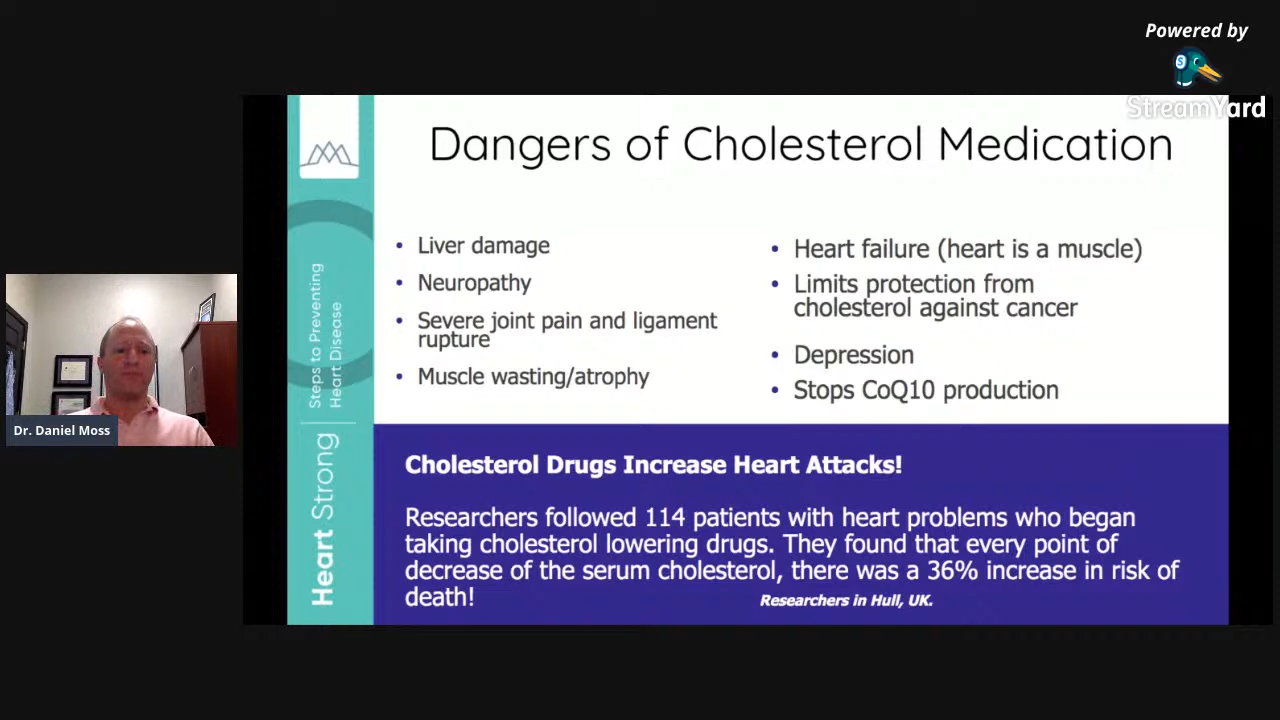 Powered by
StreamYard
Dangers of Cholesterol Medication
• Liver damage
• Neuropathy
• Severe joint pain and ligament
rupture
• Muscle wasting/atrophy
• Heart failure (heart is a muscle)
• Limits protection from
cholesterol against cancer
• Depression
• Stops CoQ10 production
Cholesterol Drugs Increase Heart Attacks!
Researchers followed 114 patients with heart problems who began
taking cholesterol lowering drugs. They found that every point of
decrease of the serum cholesterol, there was a 36% increase in risk of
death!
Researchers in Hull, UK.
Heart Strong
Steps to Preventing
Heart Disease
Dr. Daniel Moss